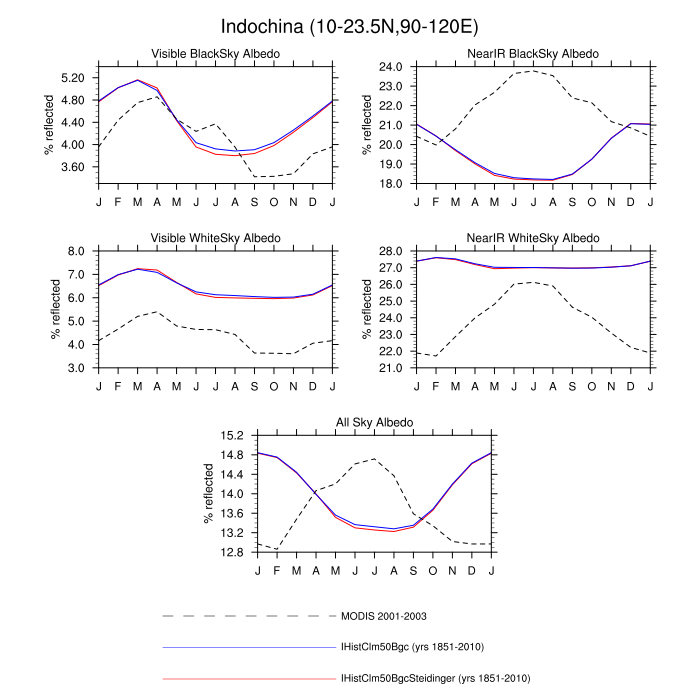 Indochina (10-23.5N,90-120E)
Visible BlackSky Albedo
% reflected
5.20
4.80
4.40
4.00
3.60
J F M A M J J A S O N D J
NearIR BlackSky Albedo
% reflected
24.0
23.0
22.0
21.0
20.0
19.0
18.0
J F M A M J J A S O N D J
Visible WhiteSky Albedo
% reflected
8.0
7.0
6.0
5.0
4.0
3.0
J F M A M J J A S O N D J
NearIR WhiteSky Albedo
% reflected
28.0
27.0
26.0
25.0
24.0
23.0
22.0
21.0
J F M A M J J A S O N D J
All Sky Albedo
% reflected
15.2
14.8
14.4
14.0
13.6
13.2
12.8
J F M A M J J A S O N D J
MODIS 2001-2003
IHistClm50Bgc (yrs 1851-2010)
IHistClm50BgcSteidinger (yrs 1851-2010)